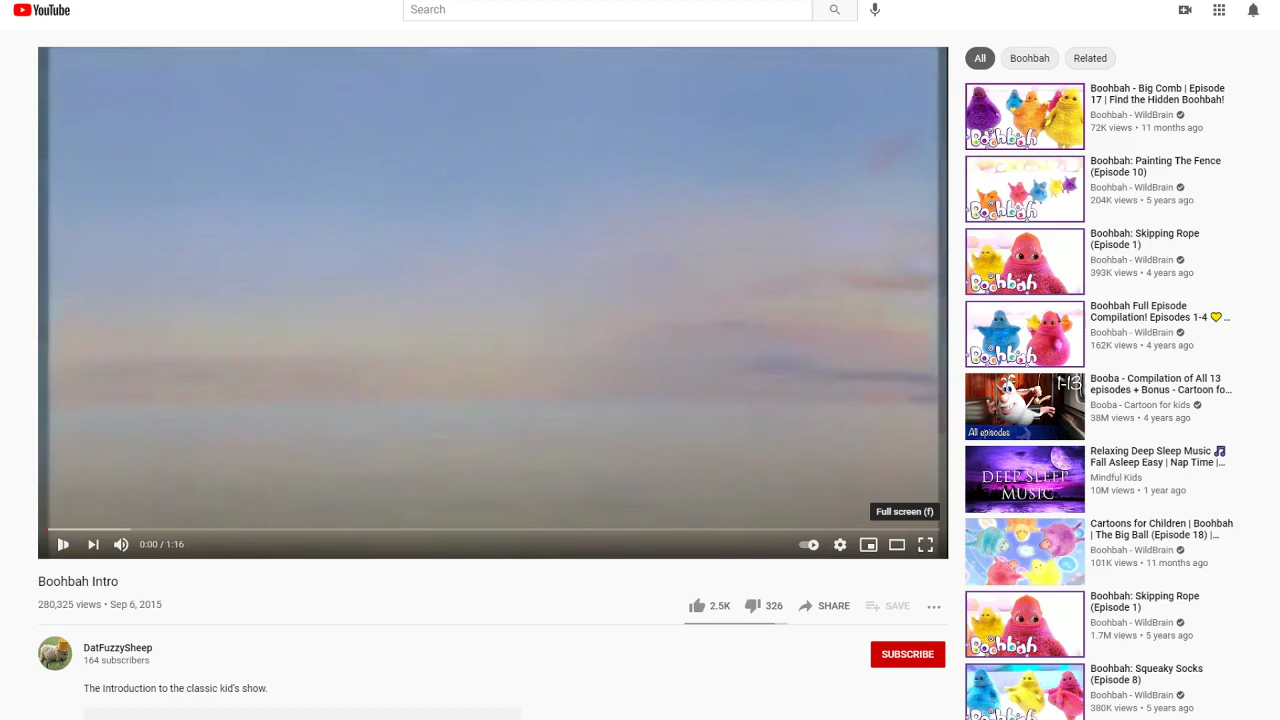 YouTube
Search
Full screen (f)
0:00 / 1:16
Boohbah Intro
280,325 views • Sep 6, 2015
2.5K
326
SHARE
SAVE
DatFuzzySheep
164 subscribers
SUBSCRIBE
The Introduction to the classic kid's show.
All
Boohbah
Related
Boohbah
Boohbah - Big Comb | Episode
17 | Find the Hidden Boohbah!
Boohbah - WildBrain
72K views • 11 months ago
Boohbah
Boohbah: Painting The Fence
(Episode 10)
Boohbah - WildBrain
204K views • 5 years ago
Boohbah
Boohbah: Skipping Rope
(Episode 1)
Boohbah - WildBrain
393K views • 4 years ago
Boohbah
Boohbah Full Episode
Compilation! Episodes 1-4 💛 ...
Boohbah - WildBrain
162K views • 4 years ago
1-13
All episodes
Booba - Compilation of All 13
episodes + Bonus - Cartoon fo...
Booba - Cartoon for kids
38M views • 4 years ago
DEEP SLEEP
MUSIC
Relaxing Deep Sleep Music 🎵
Fall Asleep Easy | Nap Time |...
Mindful Kids
10M views • 1 year ago
Cartoons for Children | Boohbah
| The Big Ball (Episode 18) |...
Boohbah - WildBrain
101K views • 11 months ago
Boohbah
Boohbah: Skipping Rope
(Episode 1)
Boohbah - WildBrain
1.7M views • 5 years ago
Boohbah
Boohbah: Squeaky Socks
(Episode 8)
Boohbah - WildBrain
380K views • 5 years ago